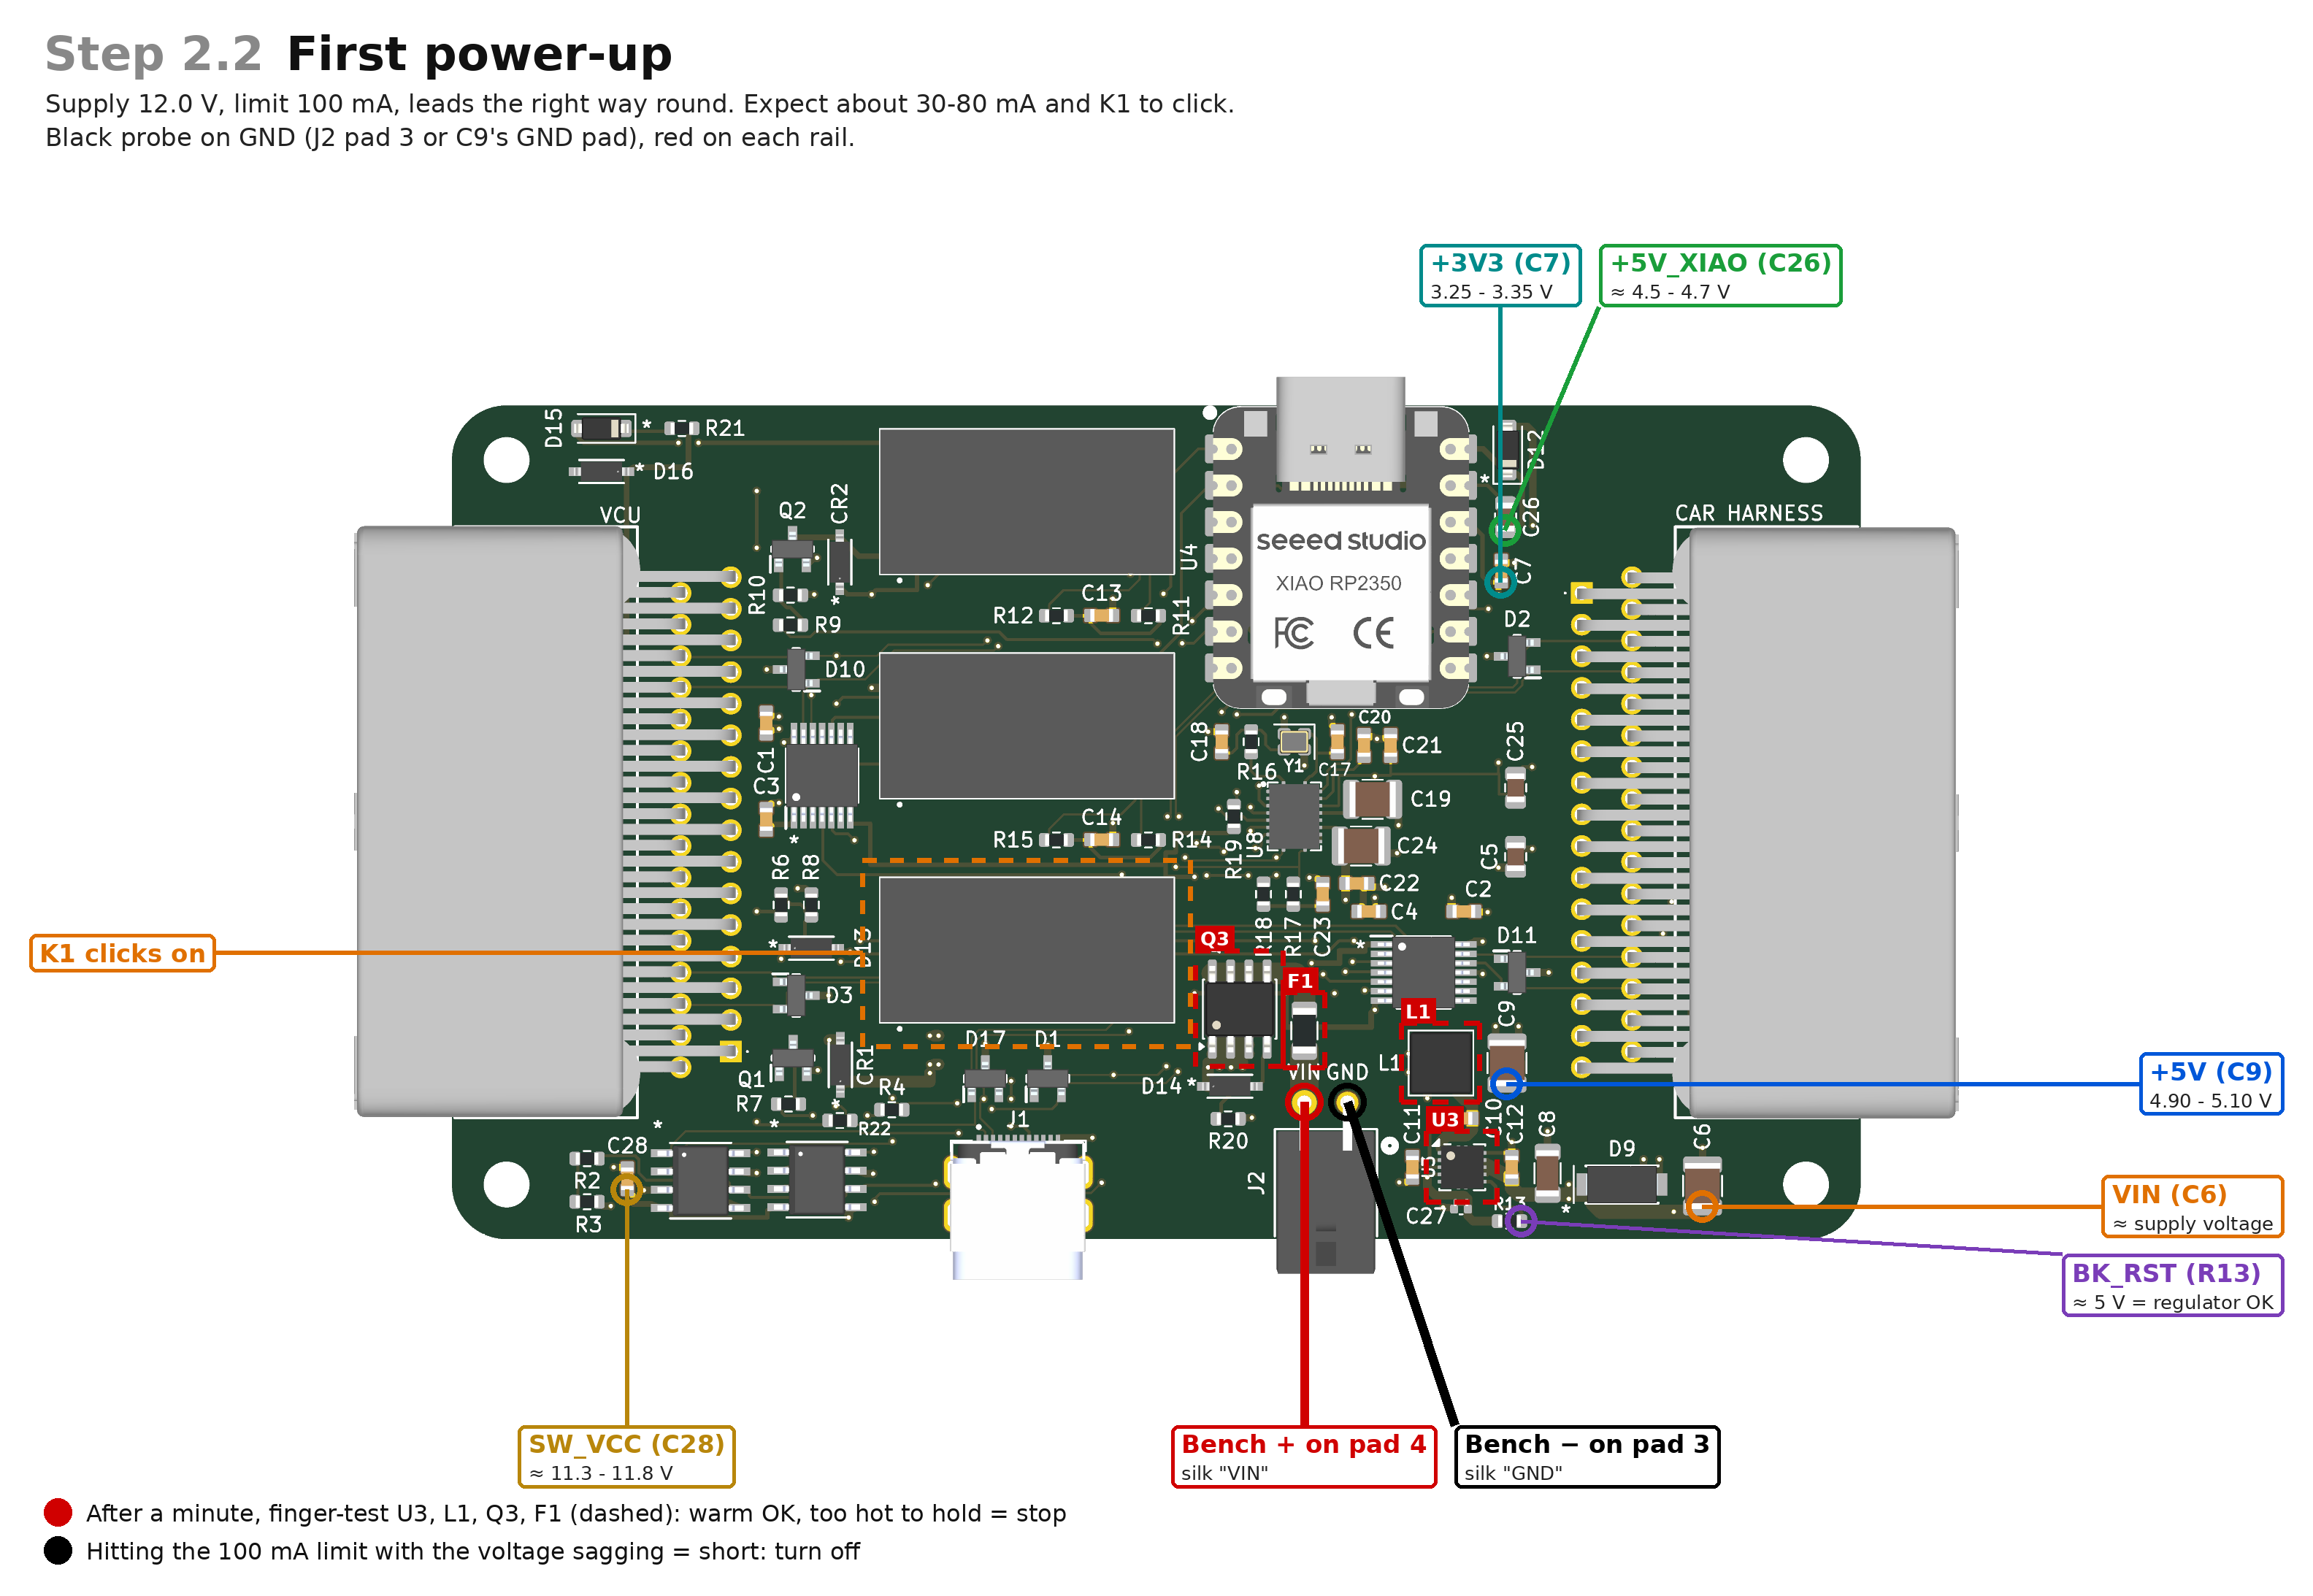 Step 2.2 First power-up
Supply 12.0 V, limit 100 mA, leads the right way round. Expect about 30-80 mA and K1 to click.
Black probe on GND (J2 pad 3 or C9's GND pad), red on each rail.
+3V3 (C7)
3.25 - 3.35 V
+5V_XIAO (C26)
≈ 4.5 - 4.7 V
D15
* R21
* D16
VCU
Q2
CR2
*
R10
R9
D10
U4
R12
C13
R11
seeed studio
XIAO RP2350
FC CE
D12
*
C26
C7
D2
CAR HARNESS
C1
C3
*
C18
R16
Y1
C17
C20
C21
C25
C19
C24
C5
R15
C14
R14
R19
U8
R6
R8
C22
C4
C2
R18
R17
C23
K1 clicks on
*
D13
D3
Q3
F1
*
D11
L1
C9
D17
D1
Q1
CR1
R7
*
R4
R22
D14 *
VIN GND
L1
+5V (C9)
4.90 - 5.10 V
R20
J1
J2
C11
U3
C10
C12
C8
D9
C6
*
*
C28
R2
R3
C27
R13
*
VIN (C6)
≈ supply voltage
BK_RST (R13)
≈ 5 V = regulator OK
SW_VCC (C28)
≈ 11.3 - 11.8 V
Bench + on pad 4
silk "VIN"
Bench − on pad 3
silk "GND"
After a minute, finger-test U3, L1, Q3, F1 (dashed): warm OK, too hot to hold = stop
Hitting the 100 mA limit with the voltage sagging = short: turn off